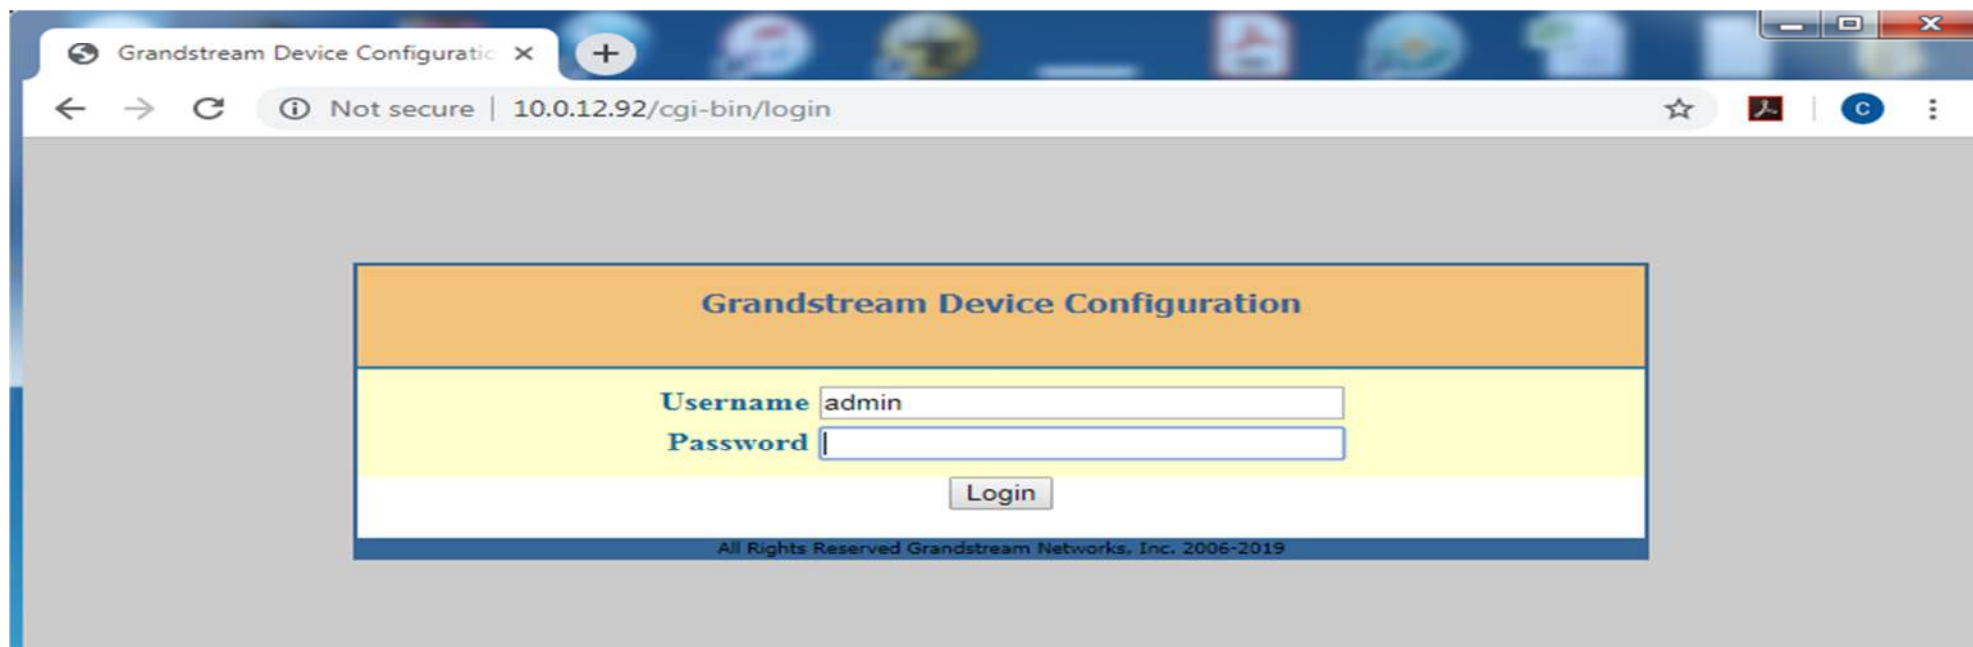 Grandstream Device Configuratic
Not secure | 10.0.12.92/cgi-bin/login
C
Grandstream Device Configuration
Username admin
Password
Login
All Rights Reserved Grandstream Networks, Inc. 2006-2019